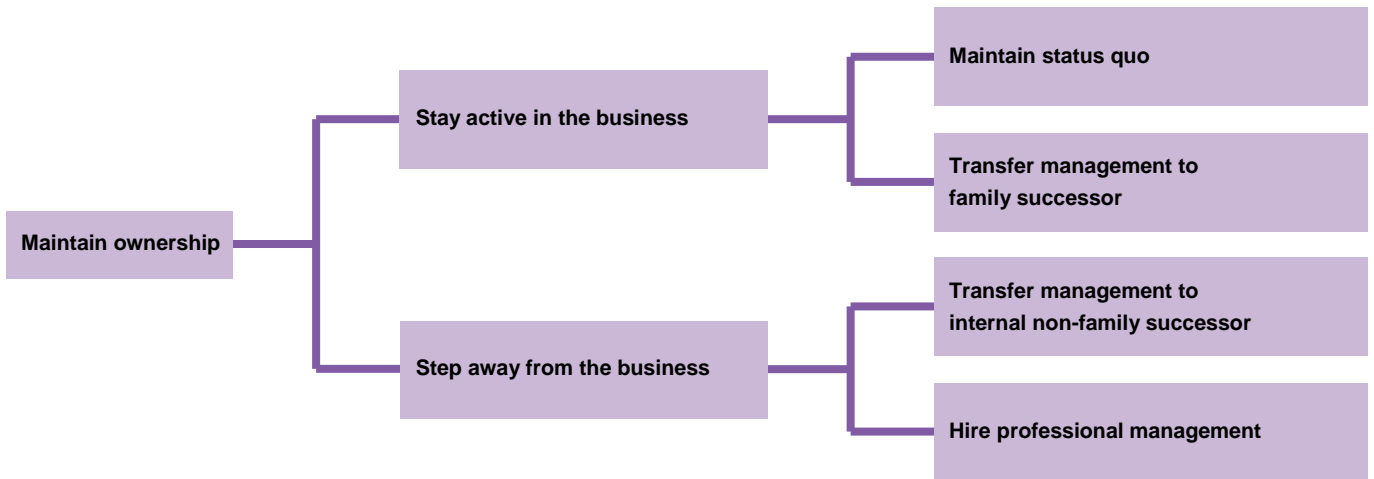 Maintain ownership
Stay active in the business
Step away from the business
Maintain status quo
Transfer management to
family successor
Transfer management to
internal non-family successor
Hire professional management